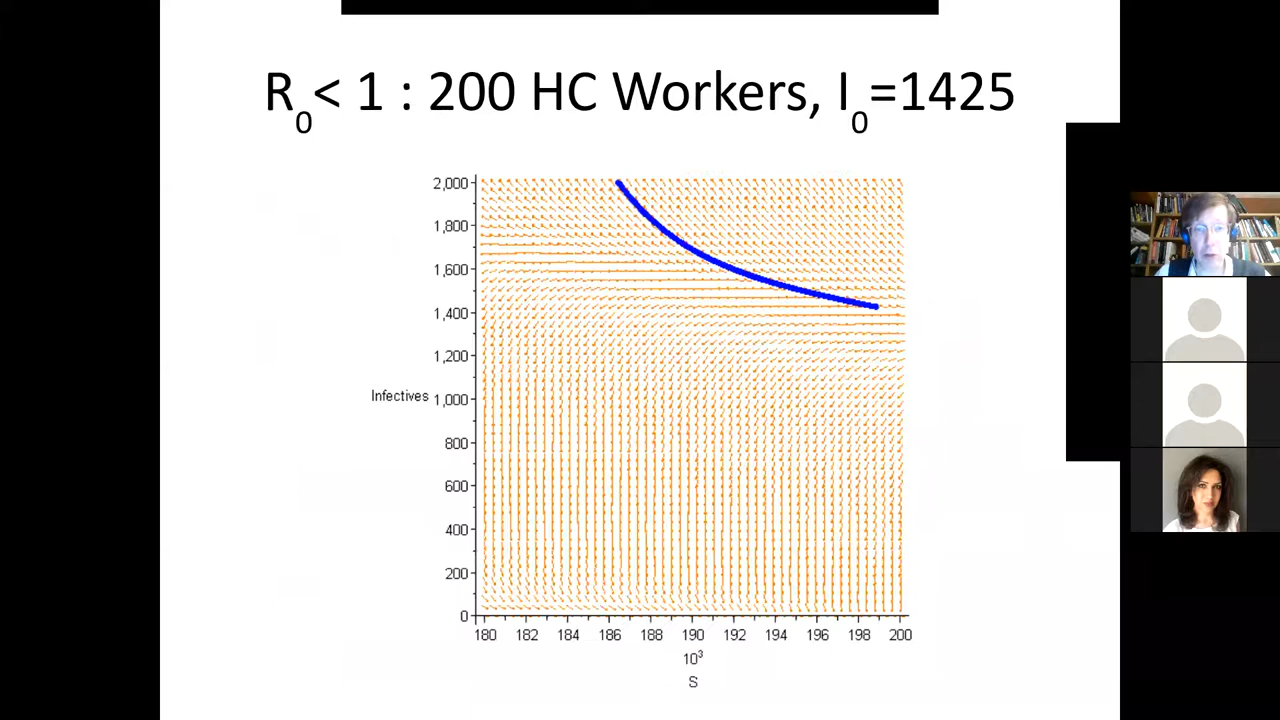 R₀< 1 : 200 HC Workers, I₀=1425
2,000
1,800
1,600
1,400
1,200
Infectives 1,000
800
600
400
200
0
180 182 184 186 188 190 192 194 196 198 200
10³
S